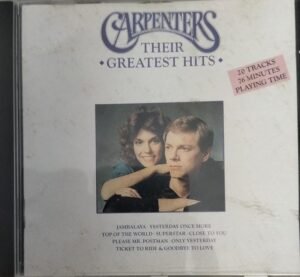 CARPENTERS
THEIR
• GREATEST HITS •
20 TRACKS
76 MINUTES
PLAYING TIME
JAMBALAYA · YESTERDAY ONCE MORE
TOP OF THE WORLD · SUPERSTAR · CLOSE TO YOU
PLEASE MR. POSTMAN · ONLY YESTERDAY
TICKET TO RIDE & GOODBYE TO LOVE